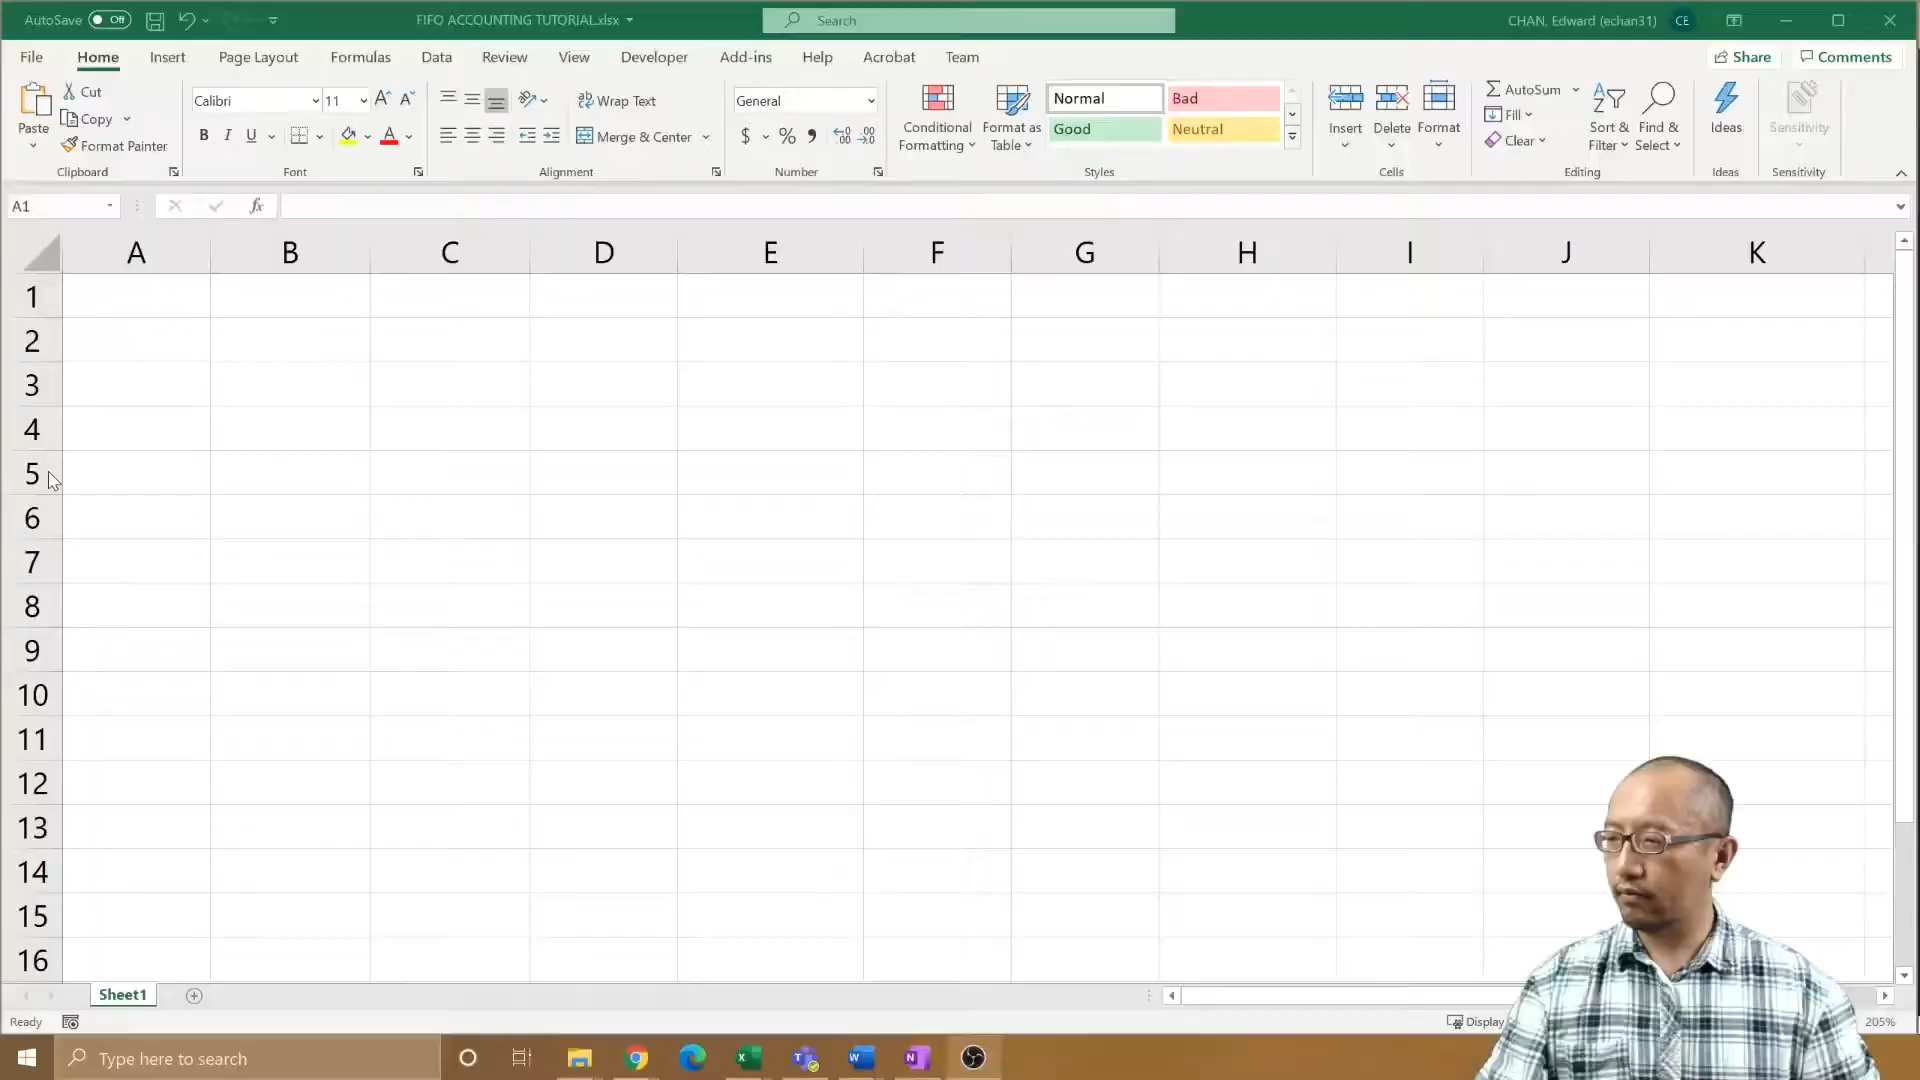 AutoSave Off FIFO ACCOUNTING TUTORIAL.xlsx Search CHAN, Edward (echan31) CE
File Home Insert Page Layout Formulas Data Review View Developer Add-ins Help Acrobat Team Share Comments
Paste
Cut
Copy
Format Painter
Clipboard
Calibri 11
B I U
Font
Wrap Text
Merge & Center
Alignment
General
$ %
Number
Conditional Formatting
Format as Table
Normal Bad
Good Neutral
Styles
Insert Delete Format
Cells
AutoSum
Fill
Clear
Sort & Filter
Find & Select
Editing
Ideas
Ideas
Sensitivity
Sensitivity
A1 fx
A B C D E F G H I J K
1
2
3
4
5
6
7
8
9
10
11
12
13
14
15
16
Sheet1
Ready Display 205%
Type here to search